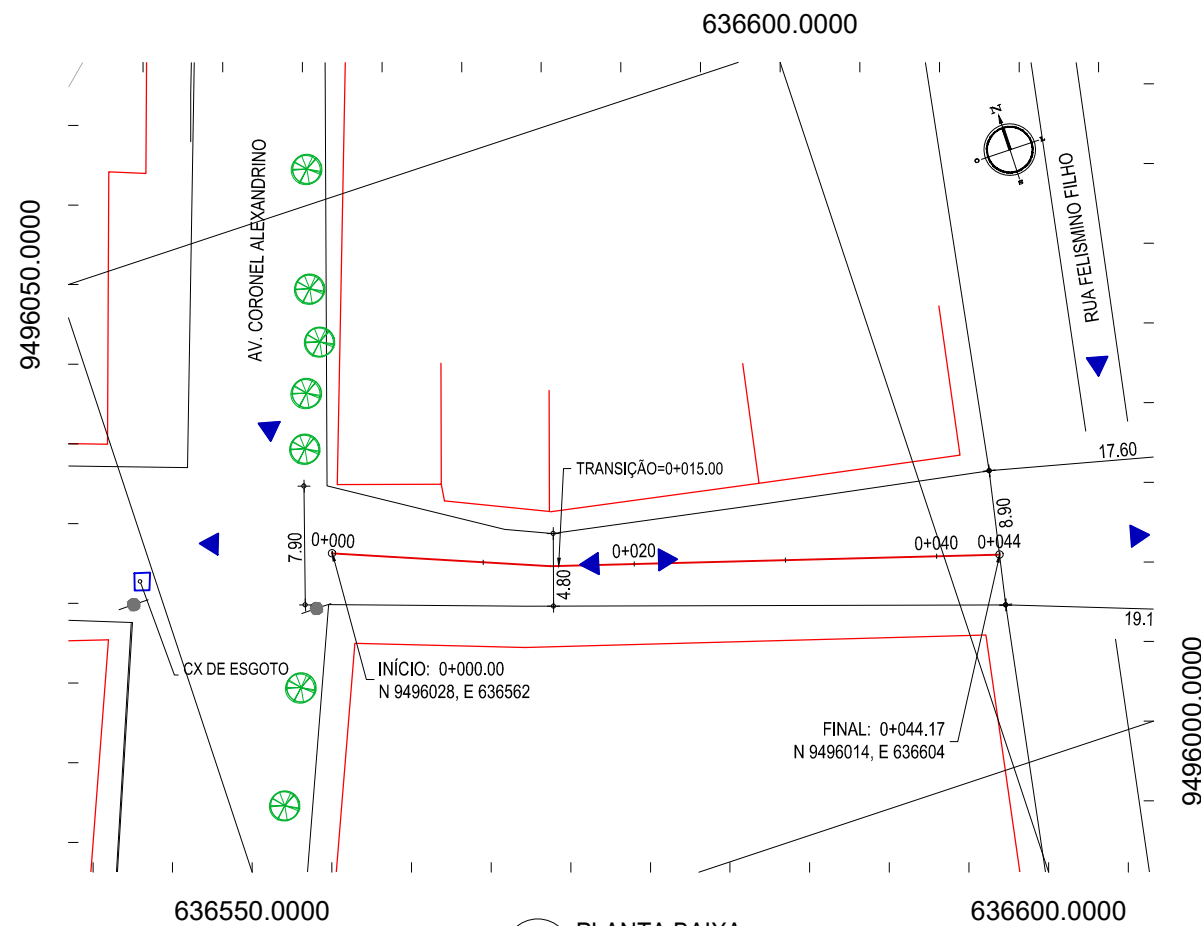 636600.0000
9496050.0000
AV. CORONEL ALEXANDRINO
N
O
RUA FELISMINO FILHO
17.60
TRANSIÇÃO=0+015.00
7.90
0+000
4.80
0+020
0+040
0+044
8.90
19.1
CX DE ESGOTO
INÍCIO: 0+000.00
N 9496028, E 636562
FINAL: 0+044.17
N 9496014, E 636604
9496000.0000
636550.0000
636600.0000
PLANTA BAIXA